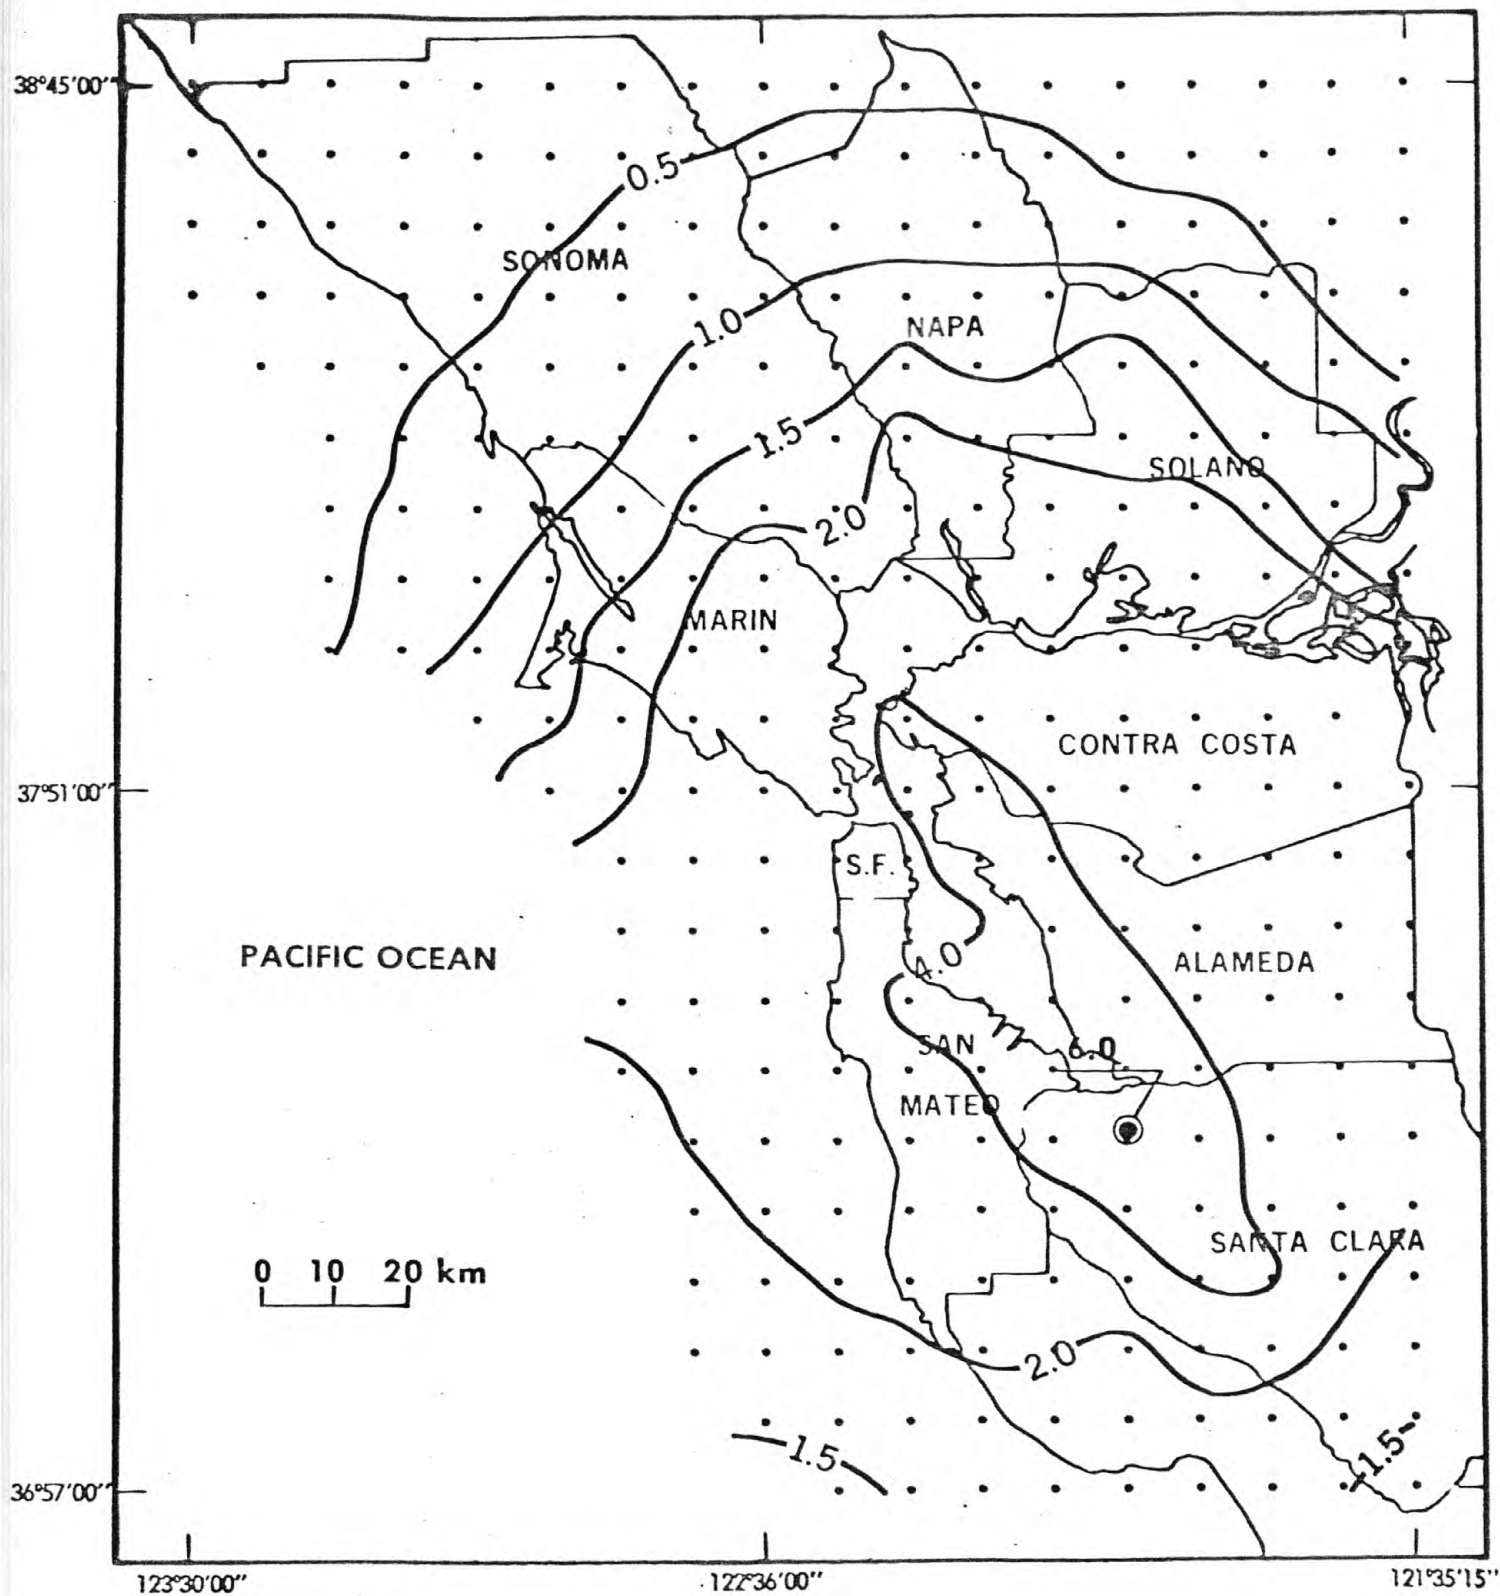 38°45'00"
0.5
SONOMA
1.0
NAPA
1.5
SOLANO
2.0
MARIN
CONTRA COSTA
37°51'00"
S.F.
PACIFIC OCEAN
4.0
ALAMEDA
SAN
MATEO
6.0
SANTA CLARA
0 10 20 km
2.0
1.5
1.5
36°57'00"
123°30'00"
122°36'00"
121°35'15"